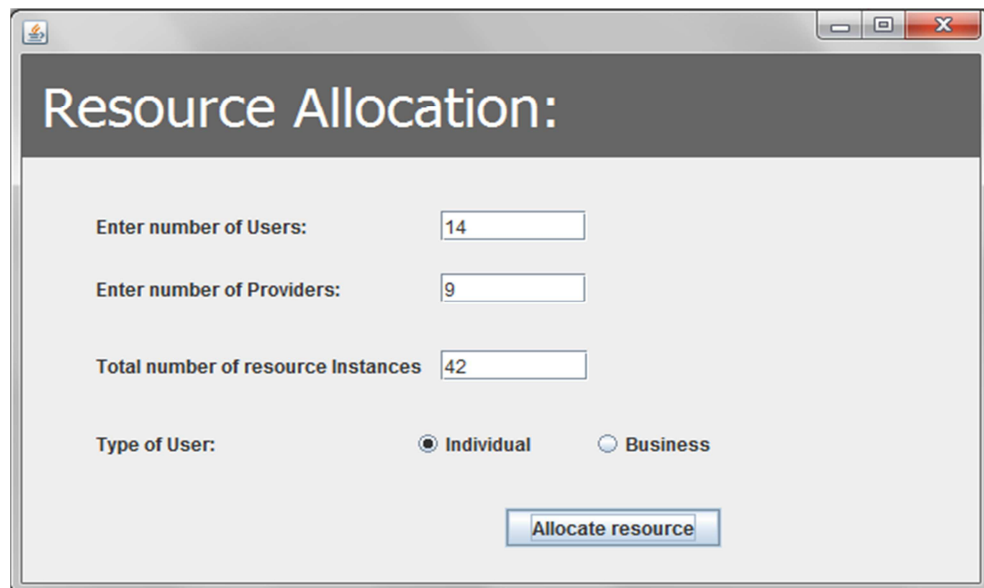 Resource Allocation:
Enter number of Users: 14
Enter number of Providers: 9
Total number of resource Instances 42
Type of User: Individual Business
Allocate resource